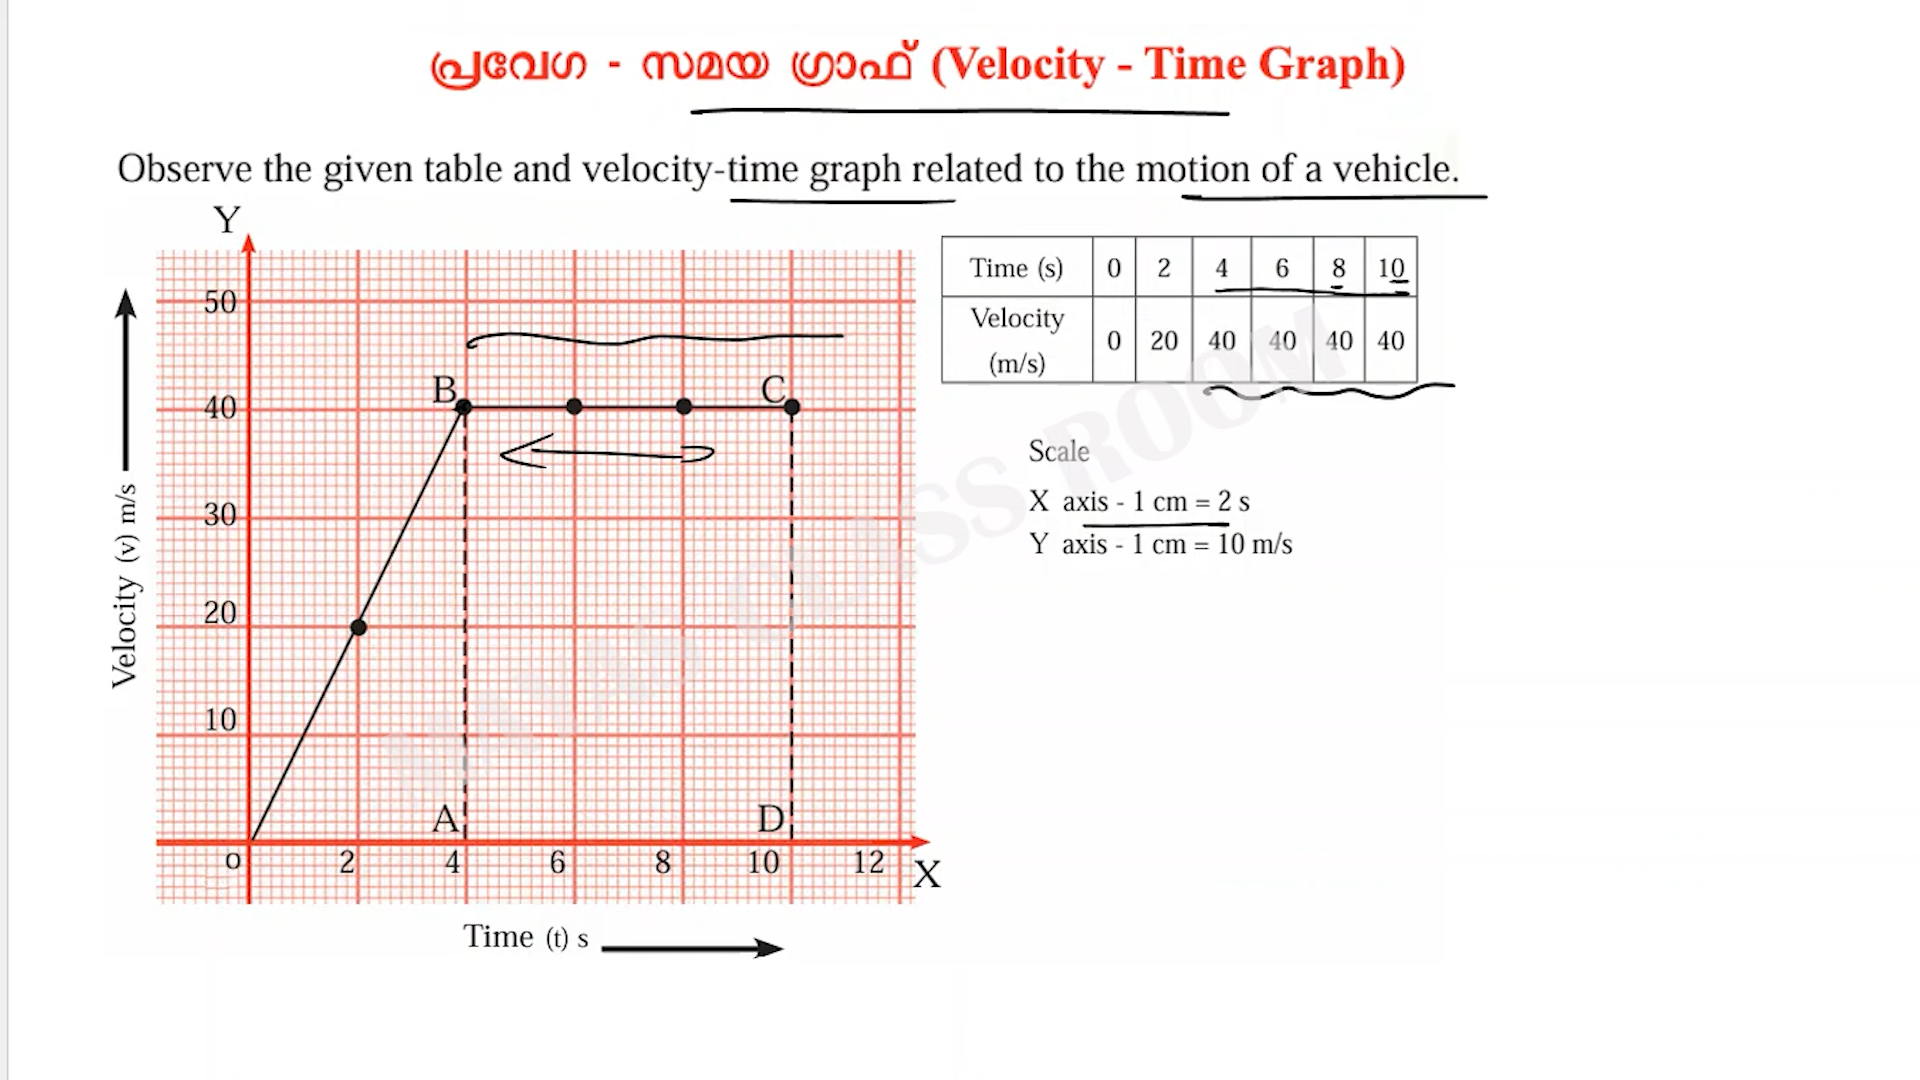 പ്രവേഗ - സമയ ഗ്രാഫ് (Velocity - Time Graph)
Observe the given table and velocity-time graph related to the motion of a vehicle.
Y
50
40
30
20
10
B
C
A
D
0 2 4 6 8 10 12
X
Velocity (v) m/s
Time (t) s
Time (s) 0 2 4 6 8 10
Velocity (m/s) 0 20 40 40 40 40
Scale
X axis - 1 cm = 2 s
Y axis - 1 cm = 10 m/s